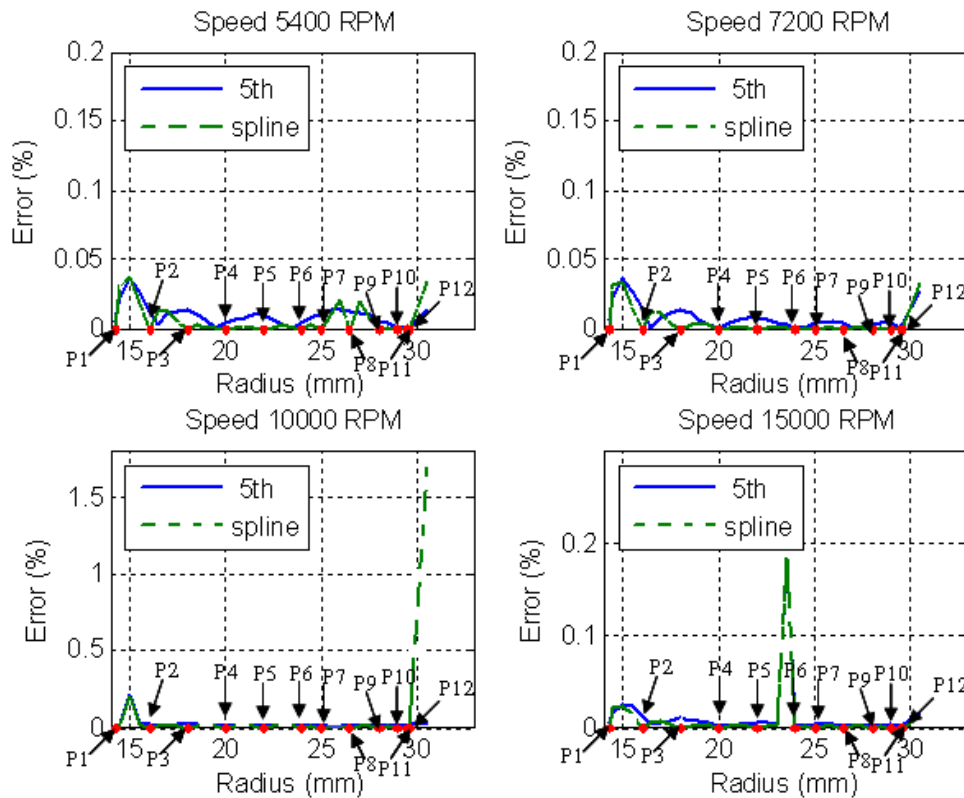 Speed 5400 RPM
0.2
0.15
0.1
0.05
0
Error (%)
5th
spline
P1
P2
P3
P4
P5
P6
P7
P8
P9
P10
P11
P12
15
20
25
30
Radius (mm)
Speed 7200 RPM
0.2
0.15
0.1
0.05
0
Error (%)
5th
spline
P1
P2
P3
P4
P5
P6
P7
P8
P9
P10
P11
P12
15
20
25
30
Radius (mm)
Speed 10000 RPM
1.5
1
0.5
0
Error (%)
5th
spline
P1
P2
P3
P4
P5
P6
P7
P8
P9
P10
P11
P12
15
20
25
30
Radius (mm)
Speed 15000 RPM
0.2
0.1
0
Error (%)
5th
spline
P1
P2
P3
P4
P5
P6
P7
P8
P9
P10
P11
P12
15
20
25
30
Radius (mm)